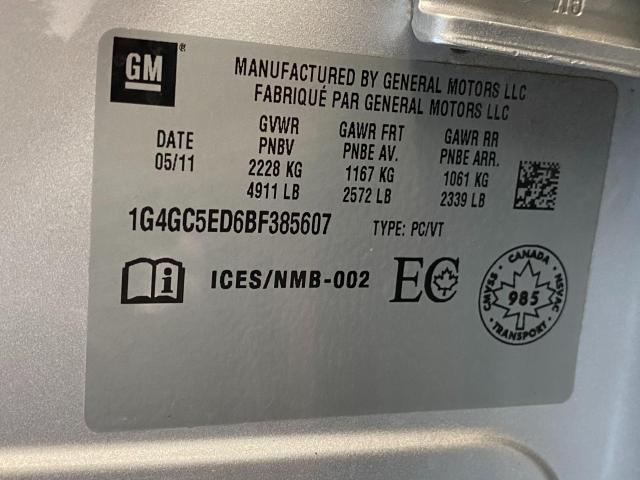 GM
®
MANUFACTURED BY GENERAL MOTORS LLC
FABRIQUÉ PAR GENERAL MOTORS LLC
DATE
05/11
GVWR
PNBV
2228 KG
4911 LB
GAWR FRT
PNBE AV.
1167 KG
2572 LB
GAWR RR
PNBE ARR.
1061 KG
2339 LB
1G4GC5ED6BF385607 TYPE: PC/VT
i ICES/NMB-002 EC
CANADA
CMVSS
NSVAC
985
TRANSPORT